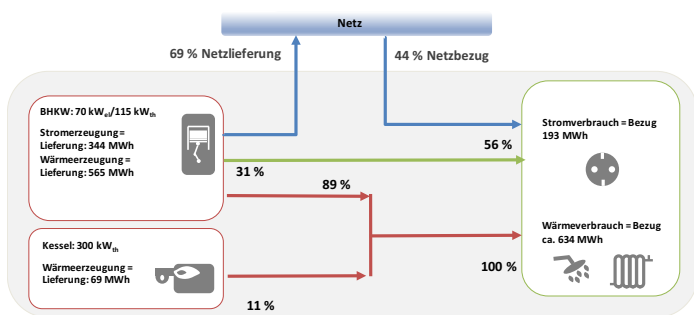 Netz
69 % Netzlieferung
44 % Netzbezug
BHKW: 70 kWel/115 kWth
Stromerzeugung =
Lieferung: 344 MWh
Wärmeerzeugung =
Lieferung: 565 MWh
31 %
56 %
89 %
Stromverbrauch = Bezug
193 MWh
Kessel: 300 kWth
Wärmeerzeugung =
Lieferung: 69 MWh
11 %
100 %
Wärmeverbrauch = Bezug
ca. 634 MWh